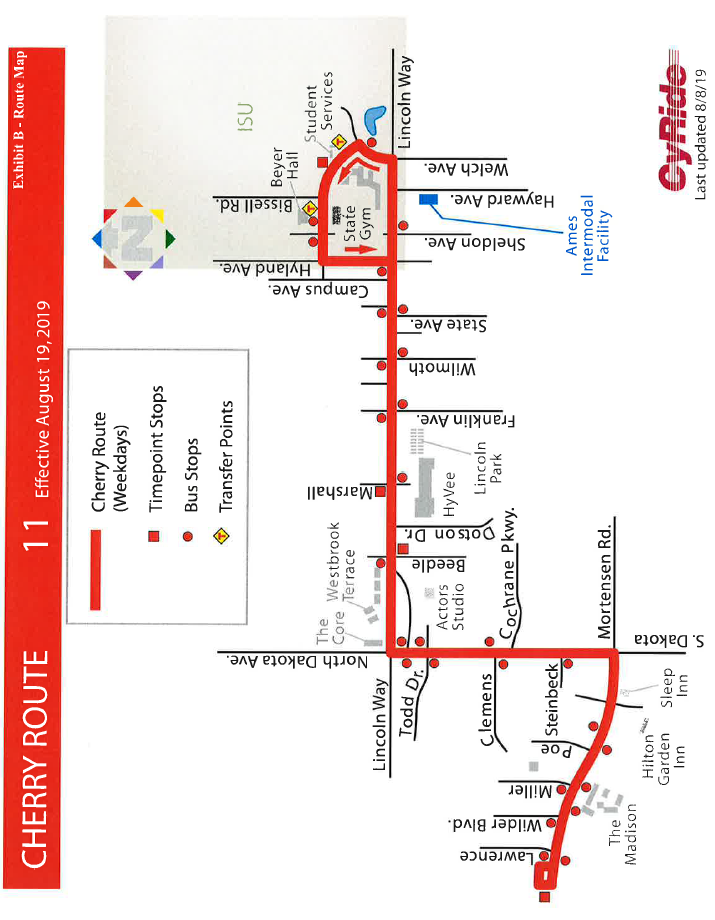 CHERRY ROUTE 11 Effective August 19, 2019
Exhibit B - Route Map
Cherry Route
(Weekdays)
Timepoint Stops
Bus Stops
T Transfer Points
N
ISU
Student
Services
T
Beyer
Hall
Bissell Rd.
T
State
Gym
Hyland Ave.
Campus Ave.
Lincoln Way
Welch Ave.
Hayward Ave.
Ames
Intermodal
Facility
Sheldon Ave.
State Ave.
Wilmoth
Franklin Ave.
Lincoln
Park
HyVee
Marshall
Dotson Dr.
Beedle
Westbrook
Terrace
The
Core
Actors
Studio
Cochrane Pkwy.
Mortensen Rd.
North Dakota Ave.
S. Dakota
Lincoln Way
Todd Dr.
Clemens
Steinbeck
Sleep
Inn
Poe
Hilton
Garden
Inn
Miller
The
Madison
Wilder Blvd.
Lawrence
CyRide
Last updated 8/8/19